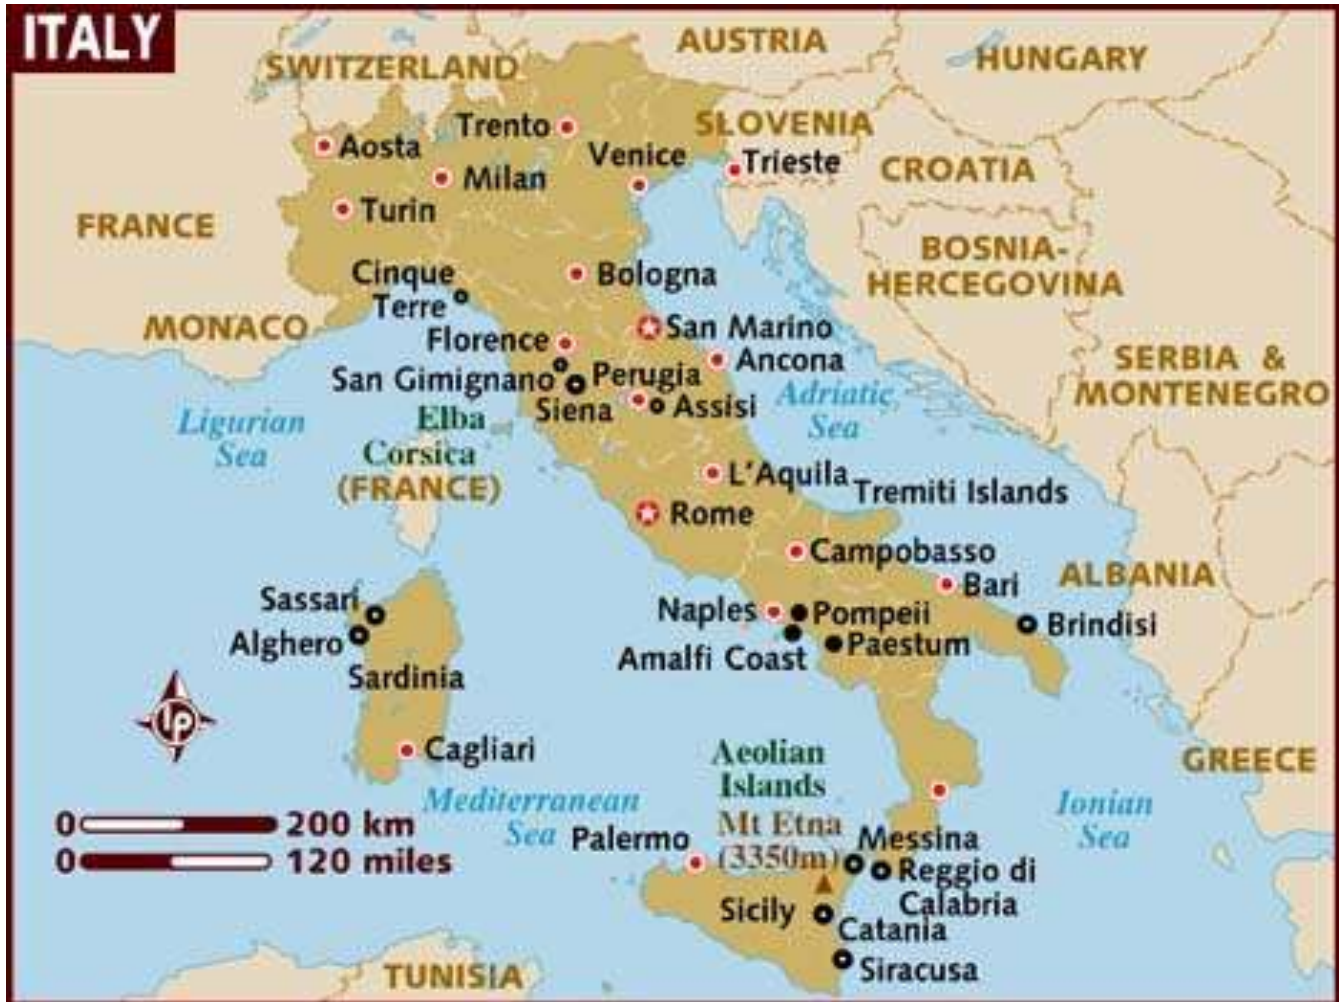 ITALY
SWITZERLAND
AUSTRIA
HUNGARY
Trento
SLOVENIA
Aosta
Venice
Trieste
Milan
CROATIA
Turin
FRANCE
BOSNIA-
HERCEGOVINA
Cinque
Terre
Bologna
MONACO
San Marino
Florence
Ancona
SERBIA &
MONTENEGRO
San Gimignano
Perugia
Siena
Assisi
Adriatic
Sea
Ligurian
Sea
Elba
Corsica
(FRANCE)
L'Aquila
Tremiti Islands
Rome
Campobasso
ALBANIA
Bari
Sassari
Naples
Pompeii
Brindisi
Alghero
Amalfi Coast
Paestum
Sardinia
LP
Cagliari
Aeolian
Islands
GREECE
Mediterranean
Sea
Ionian
Sea
0 200 km
0 120 miles
Palermo
Mt Etna
(3350m)
Messina
Reggio di
Calabria
Sicily
Catania
Siracusa
TUNISIA